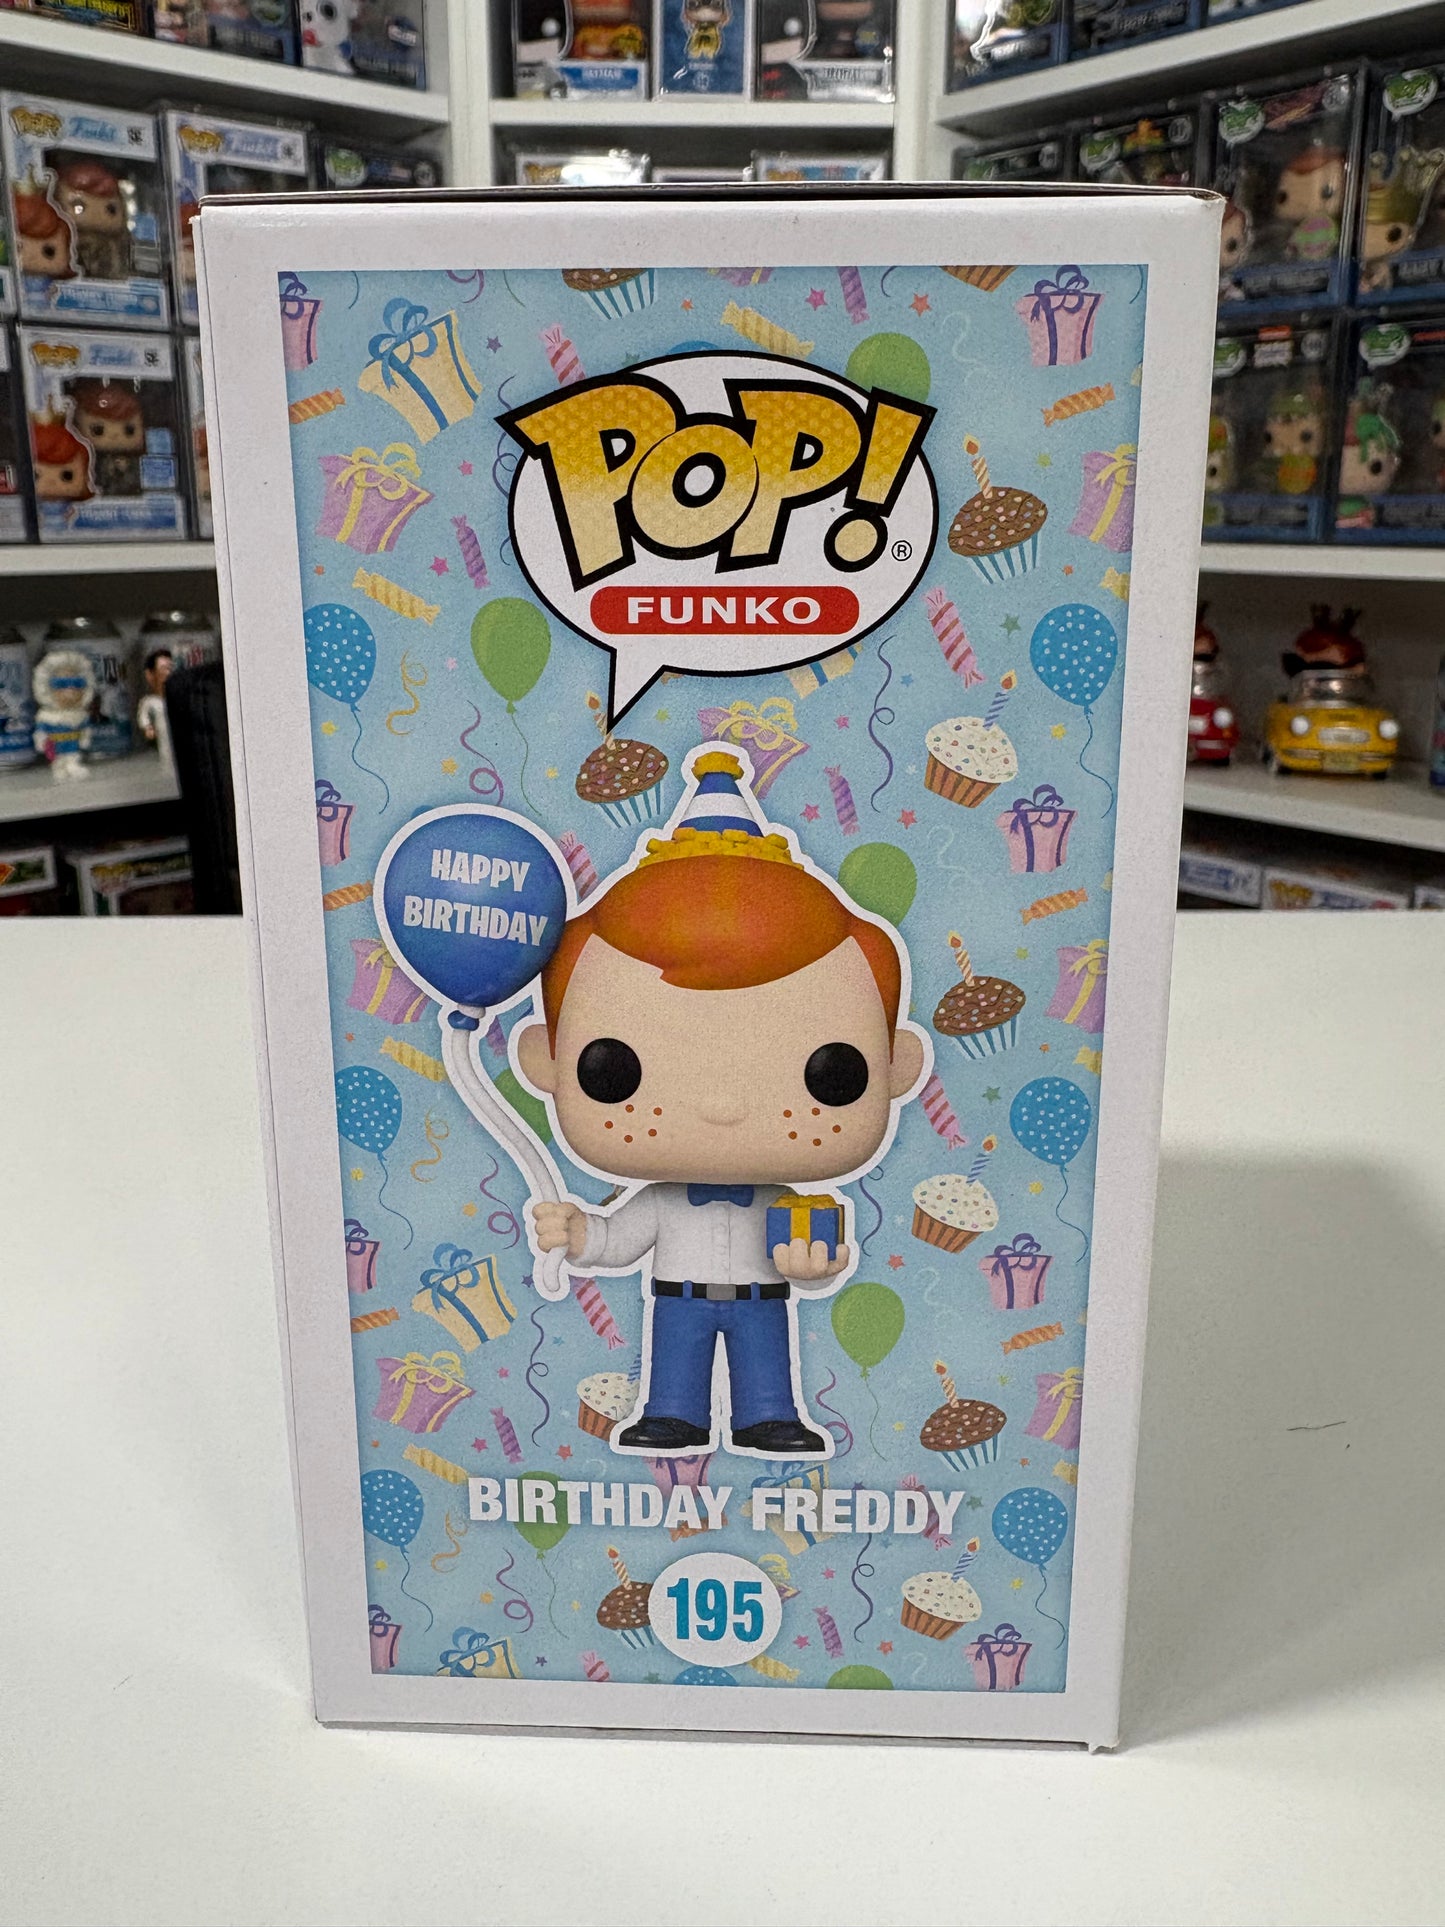 POP!
®
FUNKO
HAPPY
BIRTHDAY
BIRTHDAY FREDDY
195